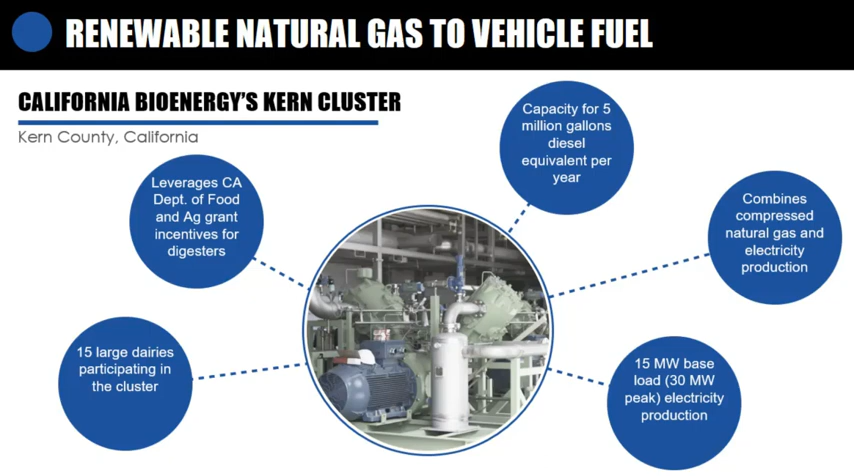 RENEWABLE NATURAL GAS TO VEHICLE FUEL
CALIFORNIA BIOENERGY'S KERN CLUSTER
Kern County, California
Leverages CA
Dept. of Food
and Ag grant
incentives for
digesters
Capacity for 5
million gallons
diesel
equivalent per
year
Combines
compressed
natural gas and
electricity
production
15 large dairies
participating in
the cluster
15 MW base
load (30 MW
peak) electricity
production